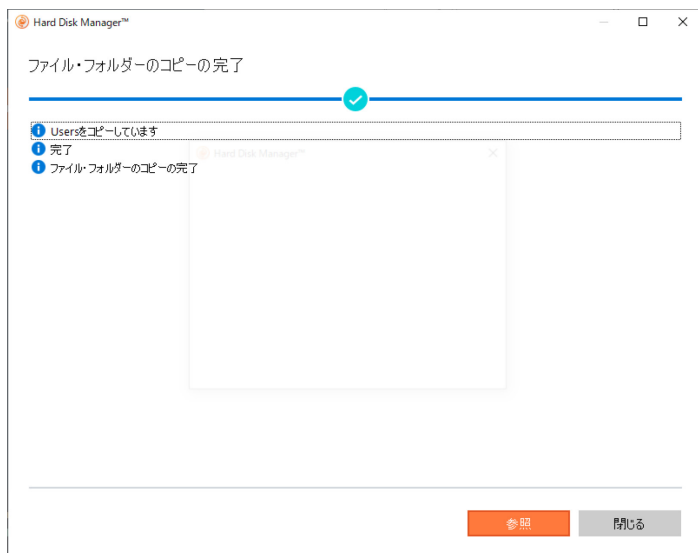 Hard Disk Manager™
ファイル・フォルダーのコピーの完了
Usersをコピーしています
完了
Hard Disk Manager™
ファイル・フォルダーのコピーの完了
参照
閉じる